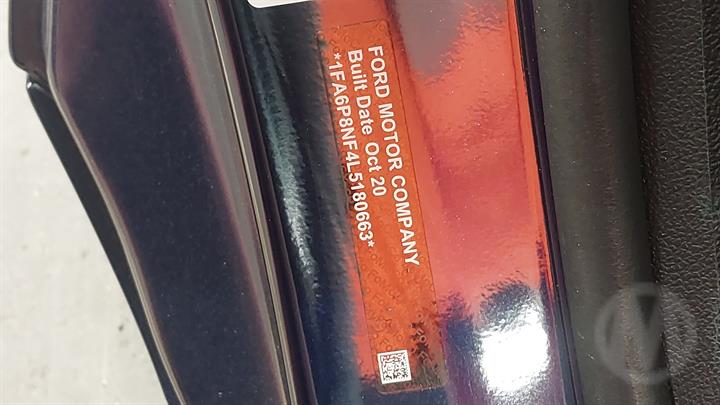 FORD MOTOR COMPANY
Built Date Oct 20
*1FA6P8NF4L5180663*